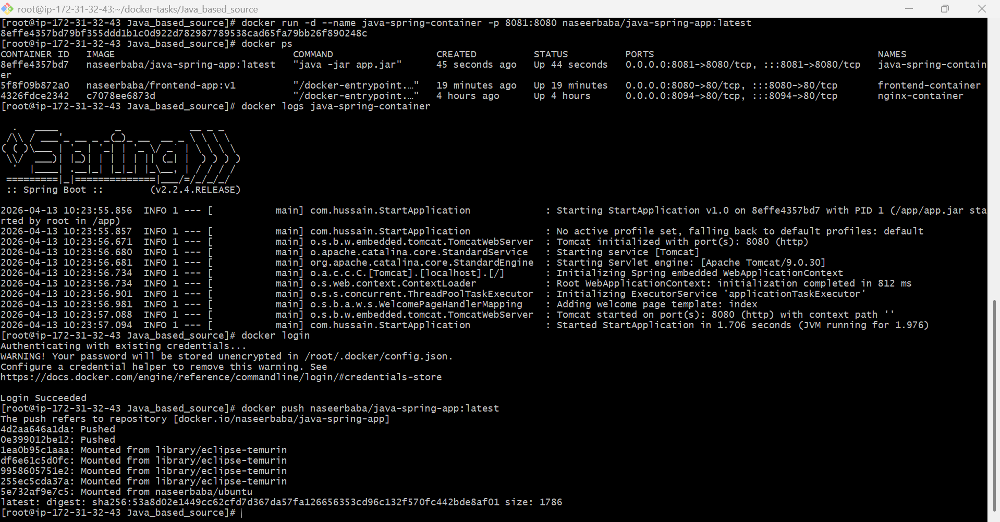 root@ip-172-31-32-43:~/docker-tasks/Java_based_source
[root@ip-172-31-32-43 Java_based_source]# docker run -d --name java-spring-container -p 8081:8080 naseerbaba/java-spring-app:latest
8effe4357bd79bf355ddd1b1c0d922d782987789538cad65fa79bb26f890248c
[root@ip-172-31-32-43 Java_based_source]# docker ps
CONTAINER ID   IMAGE                               COMMAND                  CREATED          STATUS          PORTS                                       NAMES
8effe4357bd7   naseerbaba/java-spring-app:latest   "java -jar app.jar"      45 seconds ago   Up 44 seconds   0.0.0.0:8081->8080/tcp, :::8081->8080/tcp   java-spring-contain
er
5f8f09b872a0   naseerbaba/frontend-app:v1          "/docker-entrypoint.…"   19 minutes ago   Up 19 minutes   0.0.0.0:8080->80/tcp, :::8080->80/tcp       frontend-container
4326fdce2342   c7078ee6873d                        "/docker-entrypoint.…"   4 hours ago      Up 4 hours      0.0.0.0:8094->80/tcp, :::8094->80/tcp       nginx-container
[root@ip-172-31-32-43 Java_based_source]# docker logs java-spring-container
  .   ____          _            __ _ _
 /\\ / ___'_ __ _ _(_)_ __  __ _ \ \ \ \
( ( )\___ | '_ | '_| | '_ \/ _` | \ \ \ \
 \\/  ___)| |_)| | | | | || (_| |  ) ) ) )
  '  |____| .__|_| |_|_| |_\__, | / / / /
 =========|_|==============|___/=/_/_/_/
 :: Spring Boot ::        (v2.2.4.RELEASE)
2026-04-13 10:23:55.856  INFO 1 --- [           main] com.hussain.StartApplication             : Starting StartApplication v1.0 on 8effe4357bd7 with PID 1 (/app/app.jar sta
rted by root in /app)
2026-04-13 10:23:55.857  INFO 1 --- [           main] com.hussain.StartApplication             : No active profile set, falling back to default profiles: default
2026-04-13 10:23:56.671  INFO 1 --- [           main] o.s.b.w.embedded.tomcat.TomcatWebServer  : Tomcat initialized with port(s): 8080 (http)
2026-04-13 10:23:56.680  INFO 1 --- [           main] o.apache.catalina.core.StandardService   : Starting service [Tomcat]
2026-04-13 10:23:56.681  INFO 1 --- [           main] org.apache.catalina.core.StandardEngine  : Starting Servlet engine: [Apache Tomcat/9.0.30]
2026-04-13 10:23:56.734  INFO 1 --- [           main] o.a.c.c.C.[Tomcat].[localhost].[/]       : Initializing Spring embedded WebApplicationContext
2026-04-13 10:23:56.734  INFO 1 --- [           main] o.s.web.context.ContextLoader            : Root WebApplicationContext: initialization completed in 812 ms
2026-04-13 10:23:56.901  INFO 1 --- [           main] o.s.s.concurrent.ThreadPoolTaskExecutor  : Initializing ExecutorService 'applicationTaskExecutor'
2026-04-13 10:23:56.981  INFO 1 --- [           main] o.s.b.a.w.s.WelcomePageHandlerMapping    : Adding welcome page template: index
2026-04-13 10:23:57.088  INFO 1 --- [           main] o.s.b.w.embedded.tomcat.TomcatWebServer  : Tomcat started on port(s): 8080 (http) with context path ''
2026-04-13 10:23:57.094  INFO 1 --- [           main] com.hussain.StartApplication             : Started StartApplication in 1.706 seconds (JVM running for 1.976)
[root@ip-172-31-32-43 Java_based_source]# docker login
Authenticating with existing credentials...
WARNING! Your password will be stored unencrypted in /root/.docker/config.json.
Configure a credential helper to remove this warning. See
https://docs.docker.com/engine/reference/commandline/login/#credentials-store
Login Succeeded
[root@ip-172-31-32-43 Java_based_source]# docker push naseerbaba/java-spring-app:latest
The push refers to repository [docker.io/naseerbaba/java-spring-app]
4d2aa646a1da: Pushed
0e399012be12: Pushed
1ea0b95c1aaa: Mounted from library/eclipse-temurin
df6e61c5d0fc: Mounted from library/eclipse-temurin
9958605751e2: Mounted from library/eclipse-temurin
255ec5cda37a: Mounted from library/eclipse-temurin
5e732af9e7c5: Mounted from naseerbaba/ubuntu
latest: digest: sha256:53a8d02e1449cc62cfd7d367da57fa126656353cd96c132f570fc442bde8af01 size: 1786
[root@ip-172-31-32-43 Java_based_source]#